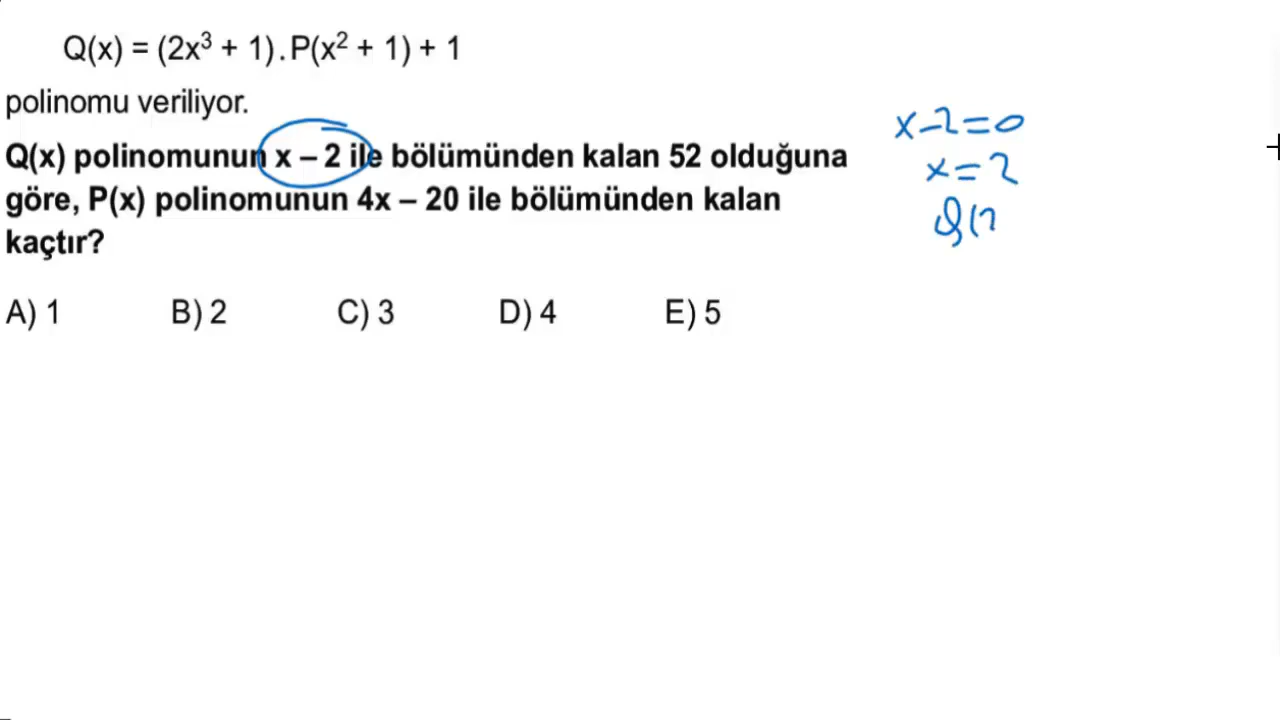 Q(x) = (2x³ + 1).P(x² + 1) + 1
polinomu veriliyor.
Q(x) polinomunun x – 2 ile bölümünden kalan 52 olduğuna
göre, P(x) polinomunun 4x – 20 ile bölümünden kalan
kaçtır?
A) 1 B) 2 C) 3 D) 4 E) 5
x-2=0
x=2
Q(2